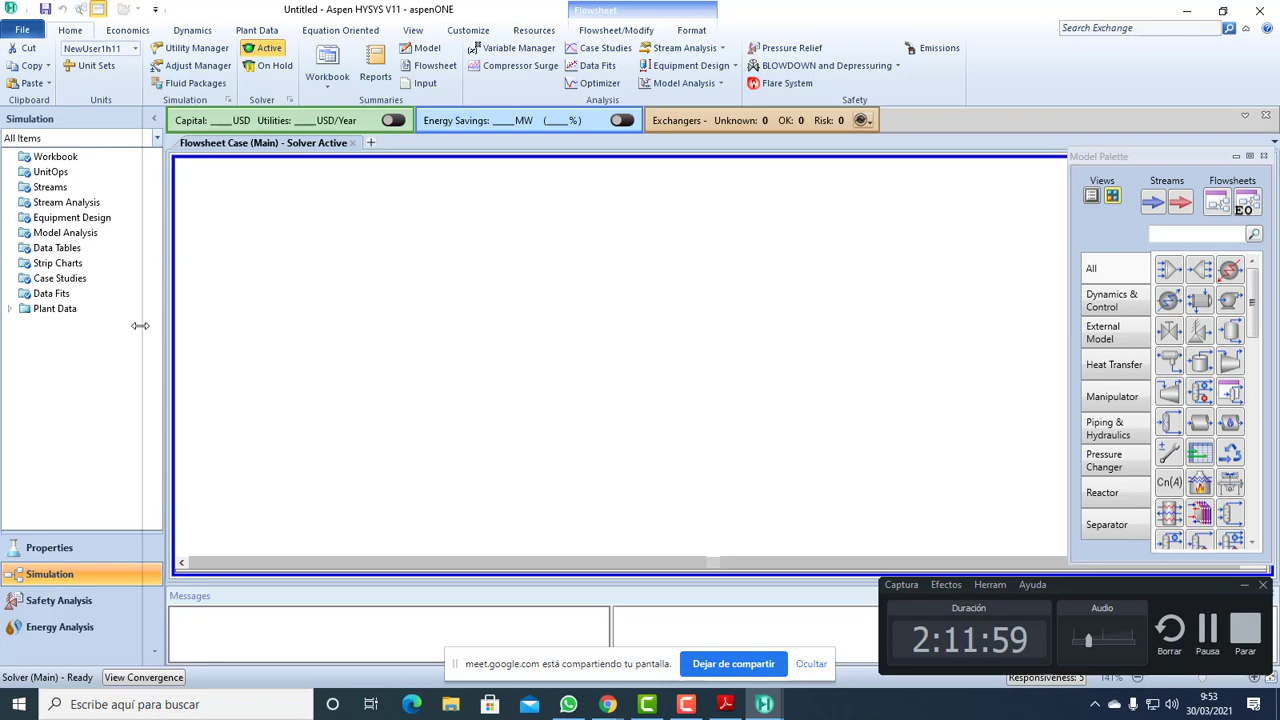 Untitled - Aspen HYSYS V11 - aspenONE
Flowsheet
File Home Economics Dynamics Plant Data Equation Oriented View Customize Resources Flowsheet/Modify Format
Search Exchange
Cut NewUser1h11 Utility Manager Active Model Variable Manager Case Studies Stream Analysis Pressure Relief Emissions
Copy Unit Sets Adjust Manager On Hold Workbook Reports Flowsheet Compressor Surge Data Fits Equipment Design BLOWDOWN and Depressuring
Paste Fluid Packages Input Optimizer Model Analysis Flare System
Clipboard Units Simulation Solver Summaries Analysis Safety
Simulation
Capital: ____USD Utilities: ____USD/Year Energy Savings: ____MW (____%) Exchangers - Unknown: 0 OK: 0 Risk: 0
All Items
Flowsheet Case (Main) - Solver Active
Workbook
UnitOps
Streams
Stream Analysis
Equipment Design
Model Analysis
Data Tables
Strip Charts
Case Studies
Data Fits
Plant Data
Model Palette
Views Streams Flowsheets
EO
All
Dynamics &
Control
External
Model
Heat Transfer
Manipulator
Piping &
Hydraulics
Pressure
Changer
Cn(A)
Reactor
Separator
Properties
Simulation
Safety Analysis
Energy Analysis
Messages
Captura Efectos Herram Ayuda
Duración Audio
2:11:59
Borrar Pausa Parar
meet.google.com está compartiendo tu pantalla. Dejar de compartir Ocultar
Solver (Main) - Ready View Convergence
Responsiveness: 5 141%
Escribe aquí para buscar
9:53
30/03/2021